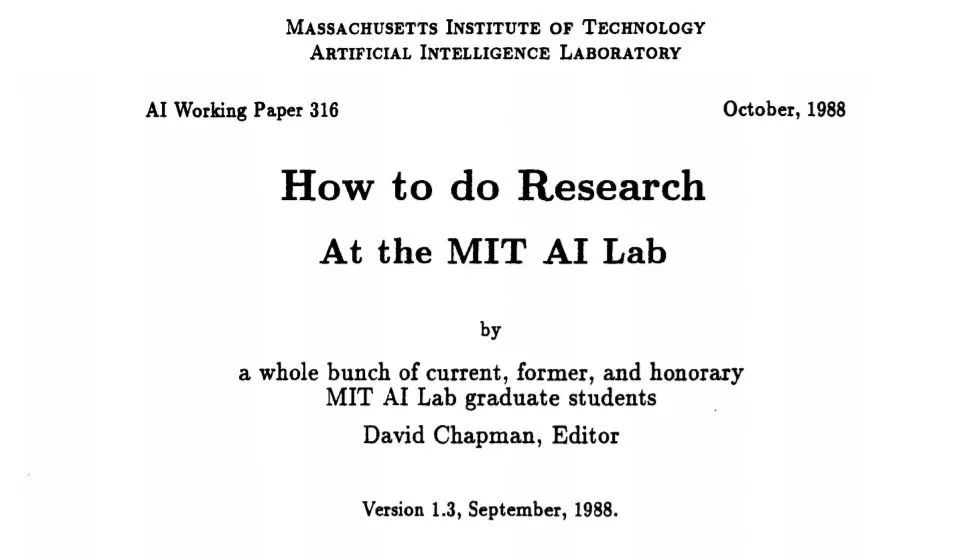 MASSACHUSETTS INSTITUTE OF TECHNOLOGY
ARTIFICIAL INTELLIGENCE LABORATORY
AI Working Paper 316
October, 1988
How to do Research
At the MIT AI Lab
by
a whole bunch of current, former, and honorary
MIT AI Lab graduate students
David Chapman, Editor
Version 1.3, September, 1988.